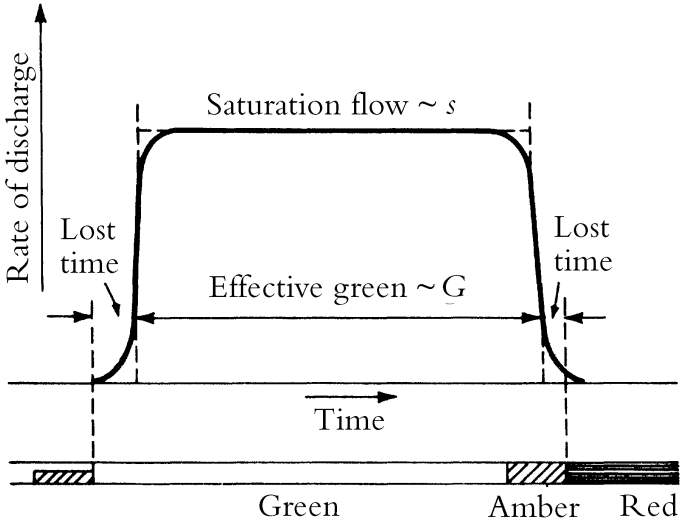 Rate of discharge
Saturation flow ~ s
Lost
time
Lost
time
Effective green ~ G
Time
Green
Amber
Red